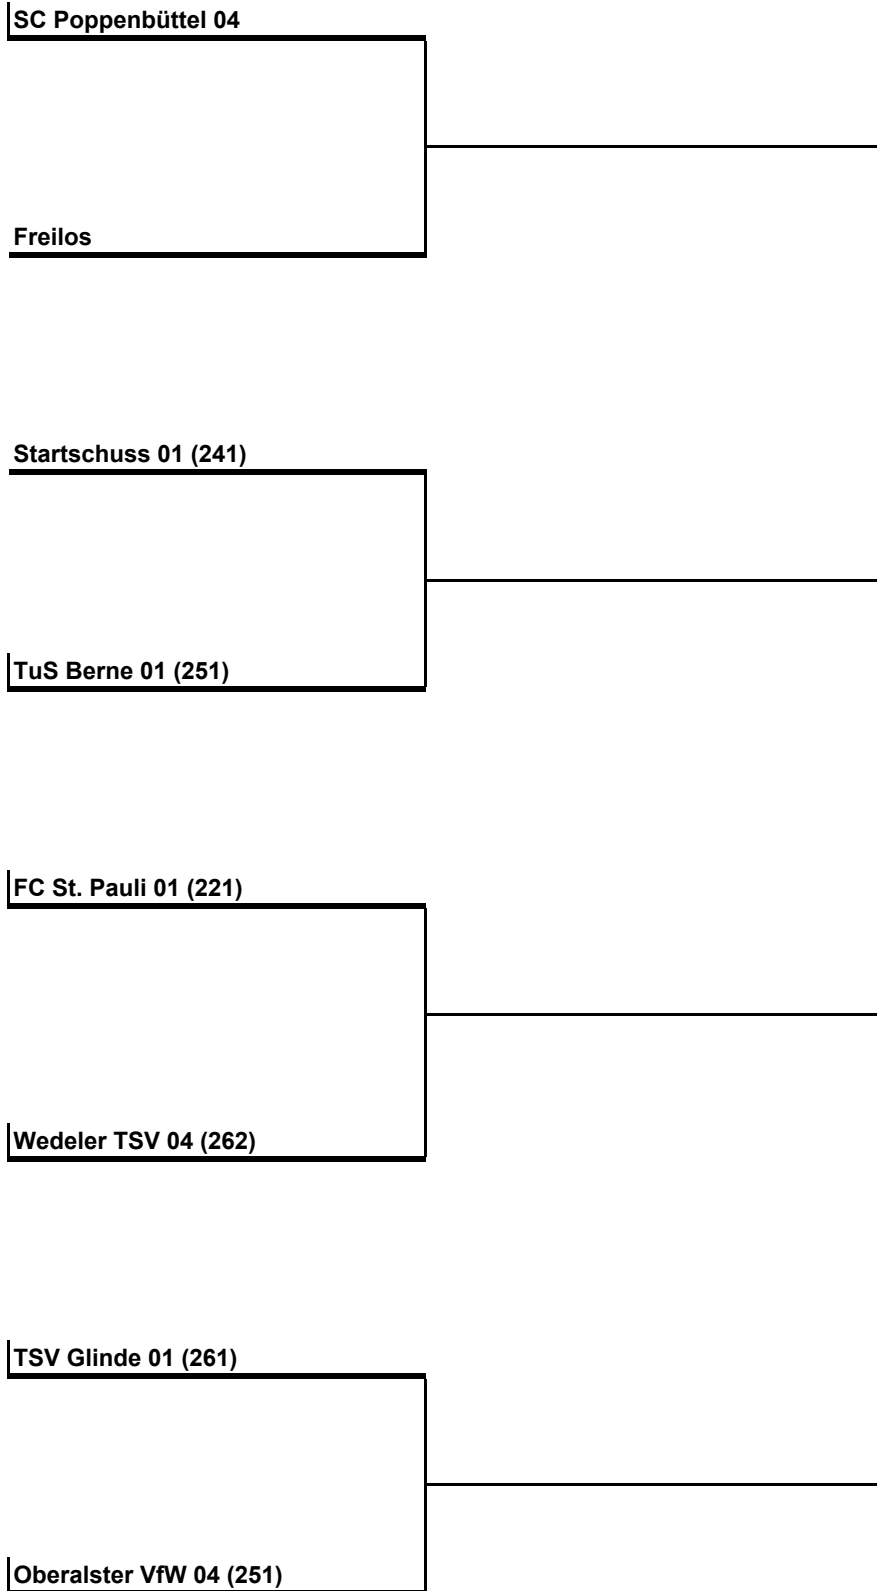 SC Poppenbüttel 04
Freilos
Startschuss 01 (241)
TuS Berne 01 (251)
FC St. Pauli 01 (221)
Wedeler TSV 04 (262)
TSV Glinde 01 (261)
Oberalster VfW 04 (251)